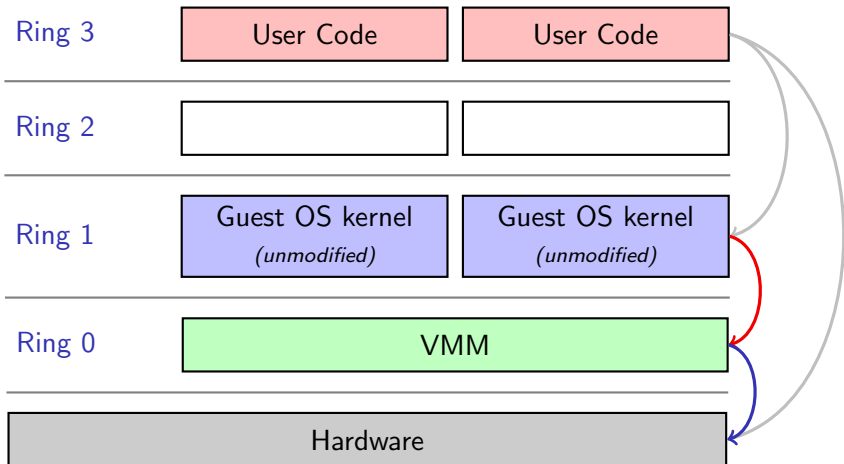 Ring 3
User Code
User Code
Ring 2
Ring 1
Guest OS kernel
(unmodified)
Guest OS kernel
(unmodified)
Ring 0
VMM
Hardware